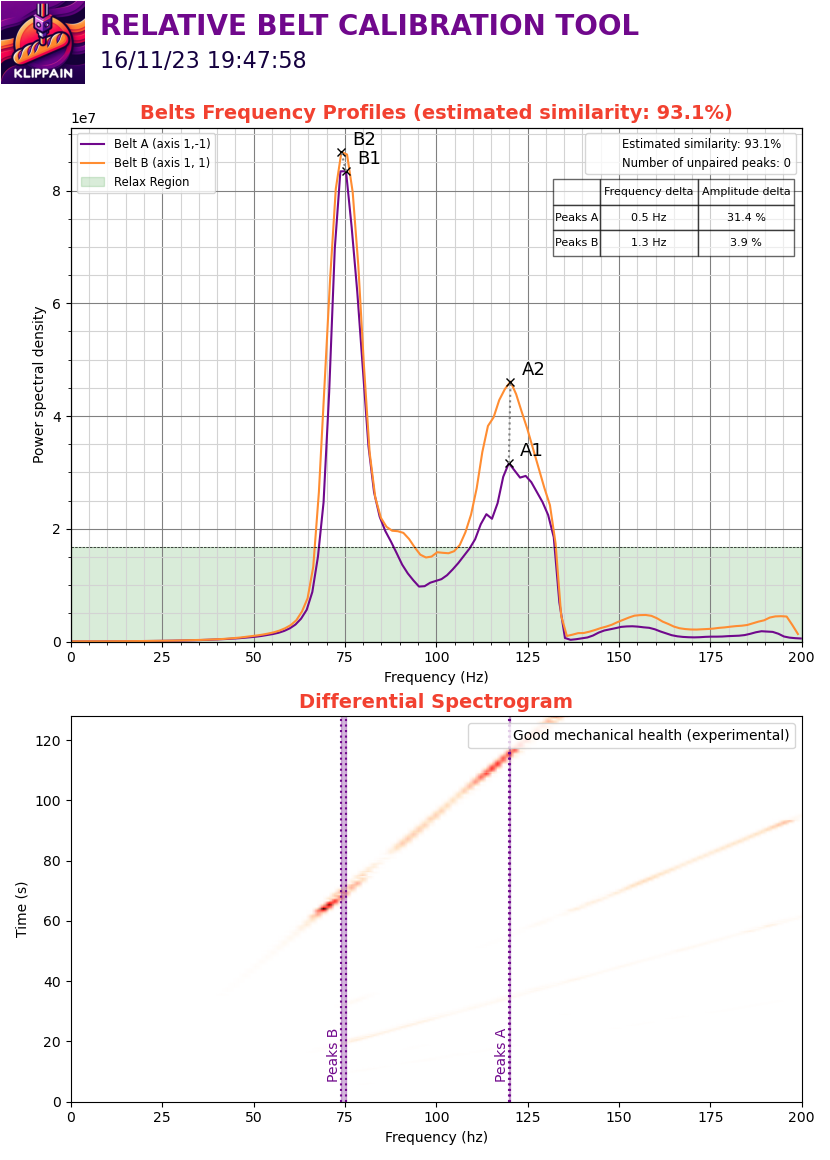 KLIPPAIN
RELATIVE BELT CALIBRATION TOOL
16/11/23 19:47:58
Belts Frequency Profiles (estimated similarity: 93.1%)
1e7
Belt A (axis 1,-1)
Belt B (axis 1, 1)
Relax Region
B2
B1
Estimated similarity: 93.1%
Number of unpaired peaks: 0
Frequency delta Amplitude delta
Peaks A 0.5 Hz 31.4 %
Peaks B 1.3 Hz 3.9 %
A2
A1
8
6
4
2
0
Power spectral density
0 25 50 75 100 125 150 175 200
Frequency (Hz)
Differential Spectrogram
Good mechanical health (experimental)
120
100
80
60
40
20
0
Time (s)
Peaks B
Peaks A
0 25 50 75 100 125 150 175 200
Frequency (hz)